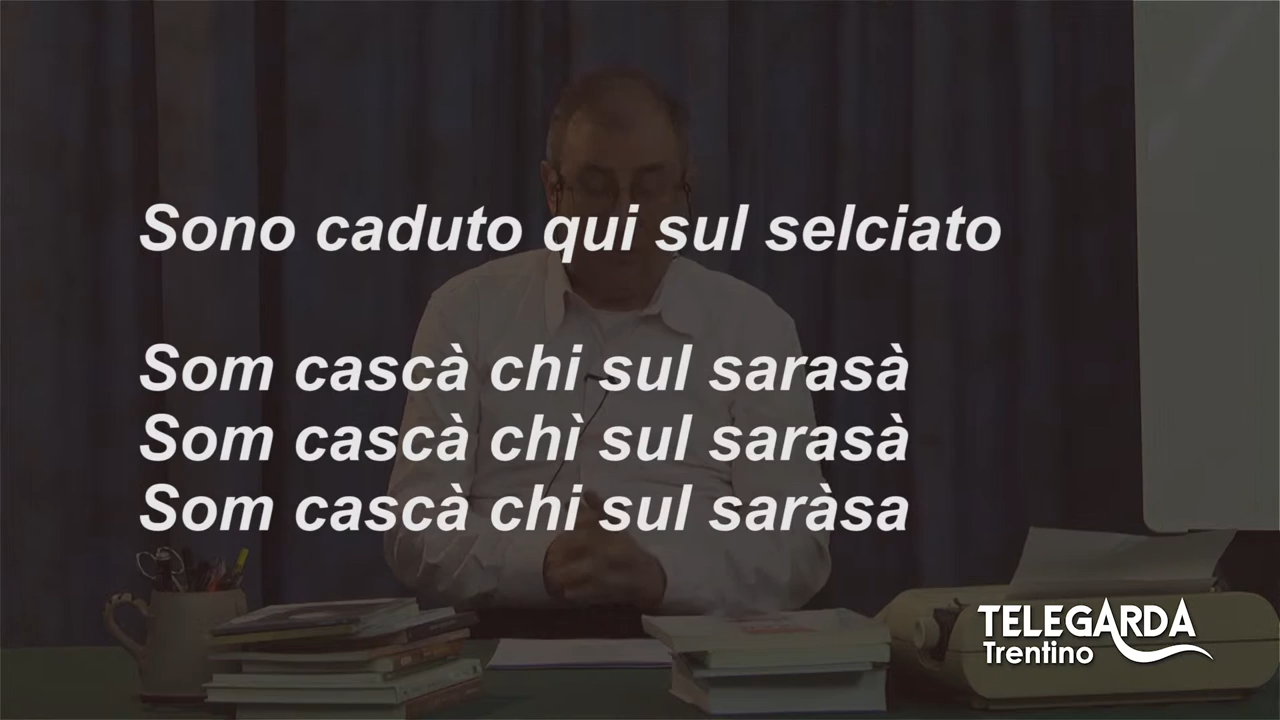 Sono caduto qui sul selciato
Som cascà chi sul sarasà
Som cascà chì sul sarasà
Som cascà chi sul saràsa
TELEGARDA
Trentino